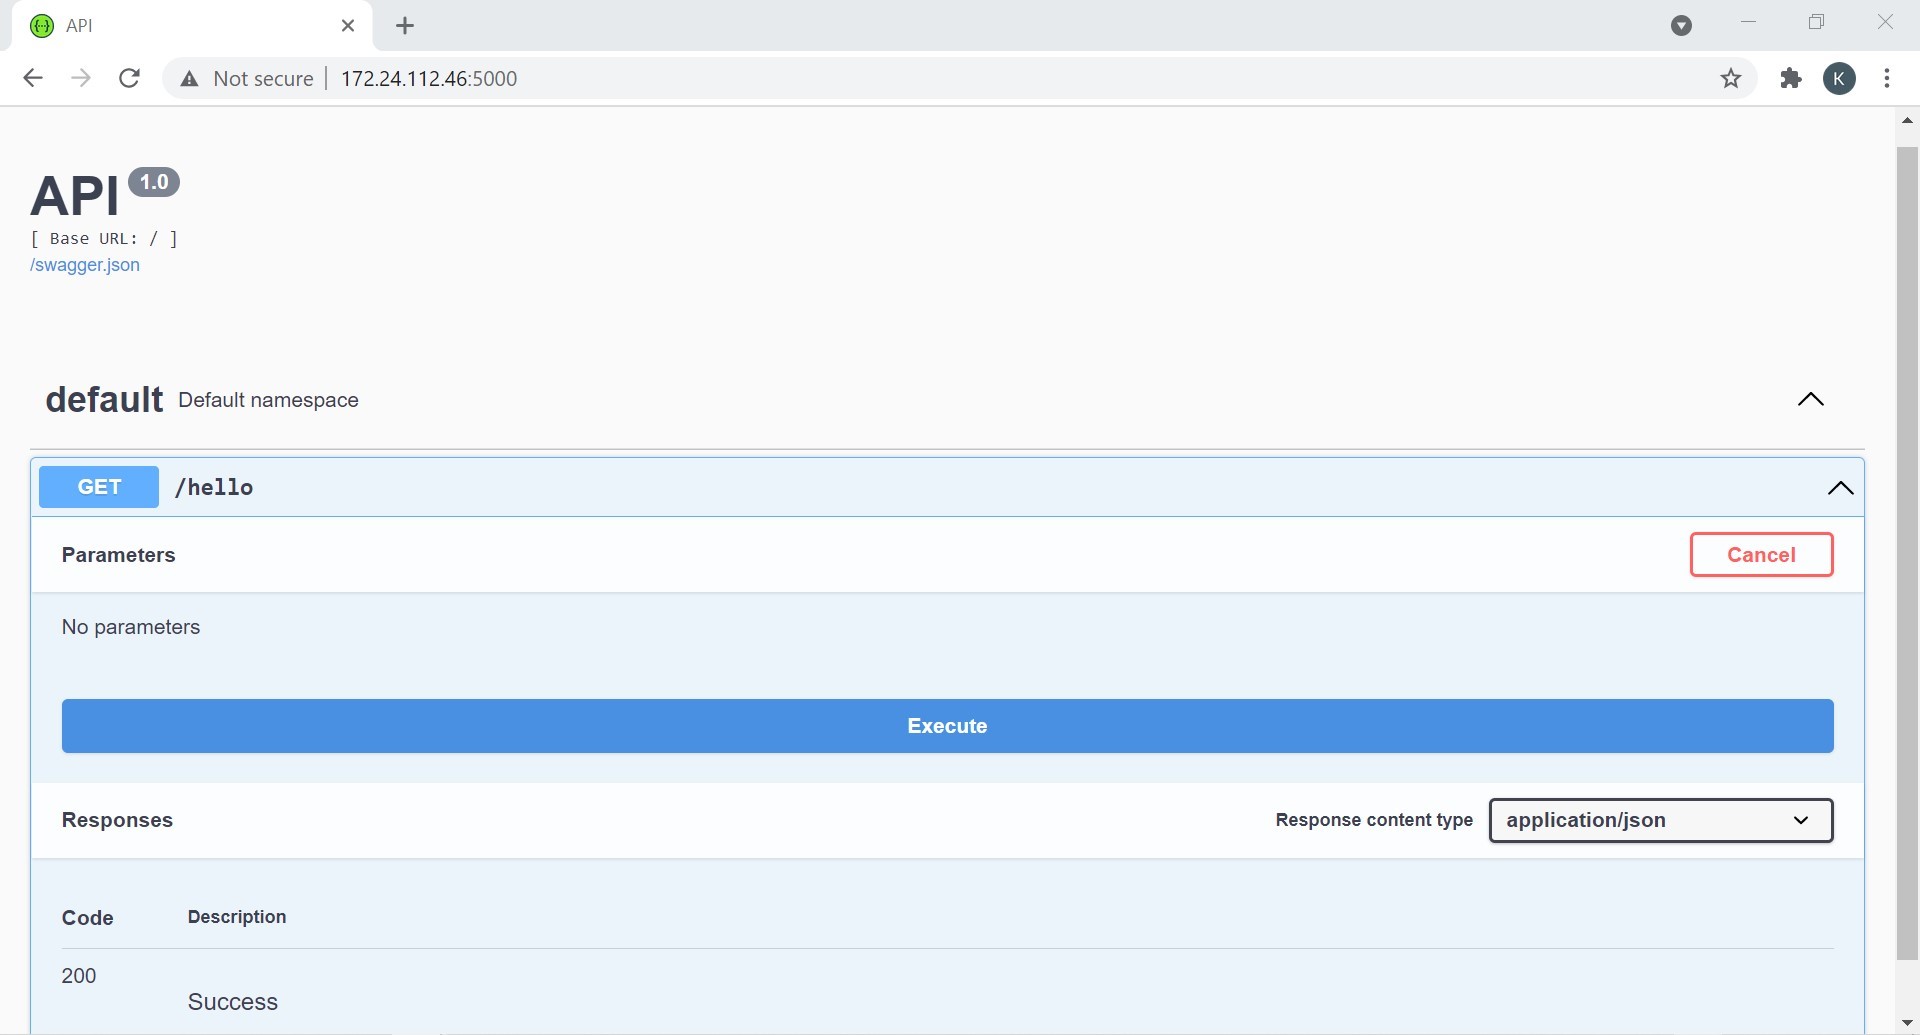 API
Not secure 172.24.112.46:5000
K
API 1.0
[ Base URL: / ]
/swagger.json
default Default namespace
GET /hello
Parameters Cancel
No parameters
Execute
Responses Response content type application/json
Code Description
200
Success